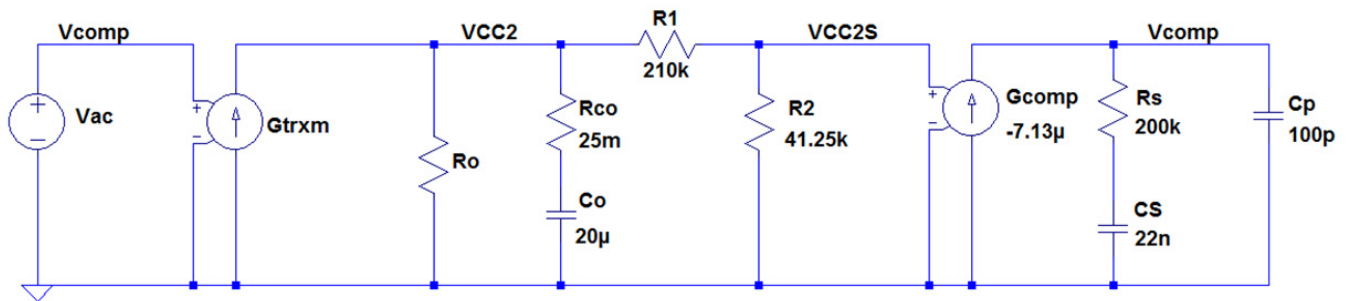 Vcomp
Vac
Gtrxm
Ro
VCC2
Rco
25m
Co
20µ
R1
210k
VCC2S
R2
41.25k
Gcomp
-7.13µ
Vcomp
Rs
200k
CS
22n
Cp
100p